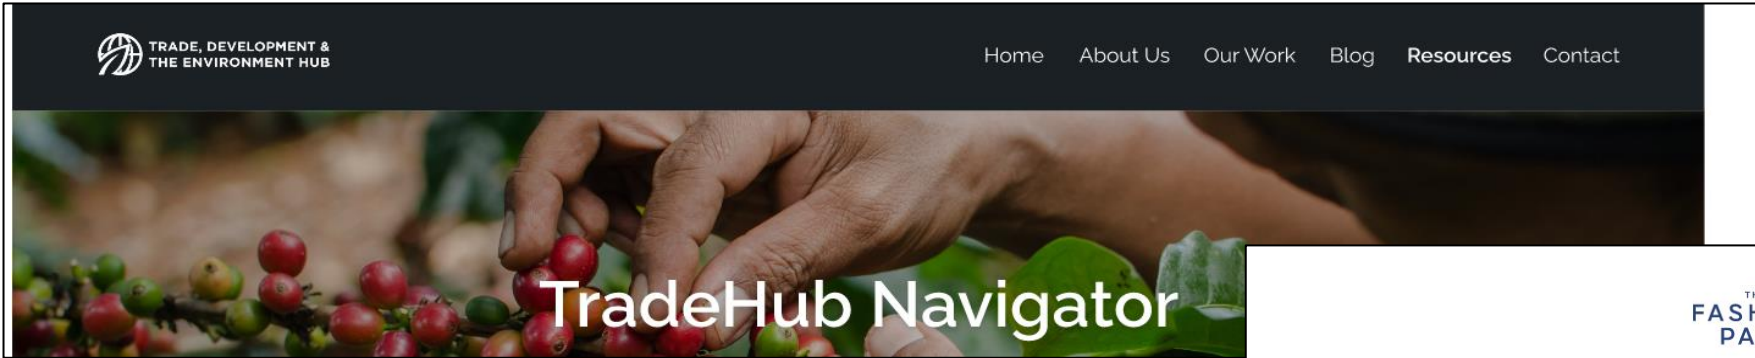 TRADE, DEVELOPMENT &
THE ENVIRONMENT HUB
Home About Us Our Work Blog Resources Contact
TradeHub Navigator